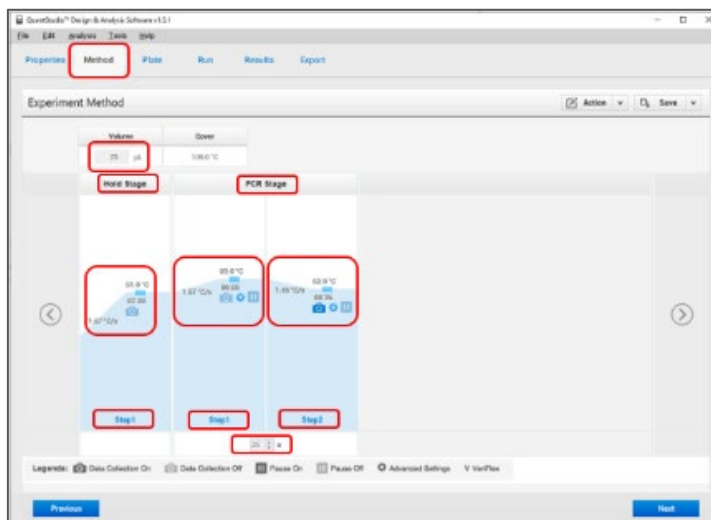 QuantStudio™ Design & Analysis Software v1.5.1
File Edit Analysis Tools Help
Properties Method Plate Run Results Export
Experiment Method Action Save
Volume Cover
µL
Hold Stage PCR Stage
1.67 °C/s
Step1 Step1 Step2
Legends: Data Collection On Data Collection Off Pause On Pause Off Advanced Settings V VeriFlex
Previous Next